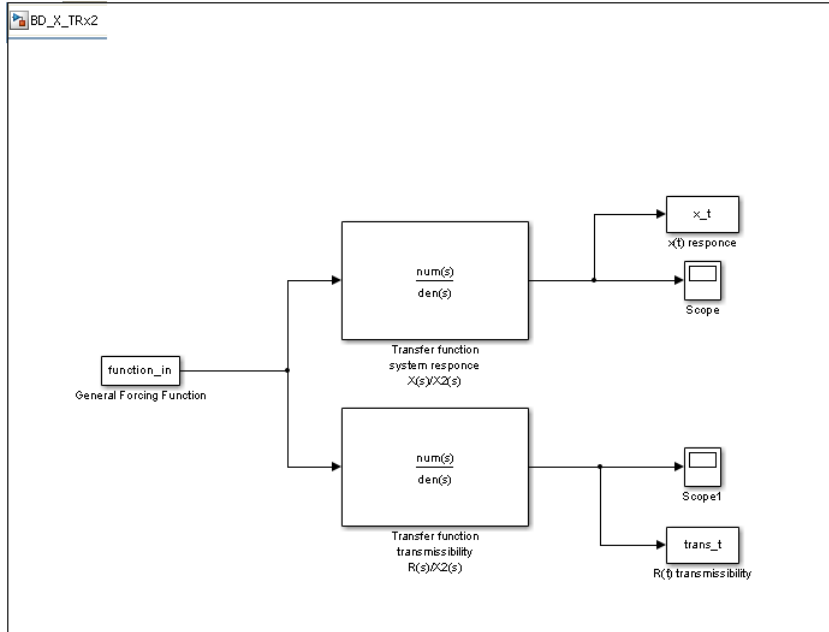 BD_X_TRx2
x_t
x(t) responce
num(s)
den(s)
Scope
Transfer function
system responce
X(s)/X2(s)
function_in
General Forcing Function
num(s)
den(s)
Scope1
Transfer function
transmissibility
R(s)/X2(s)
trans_t
R(t) transmissibility